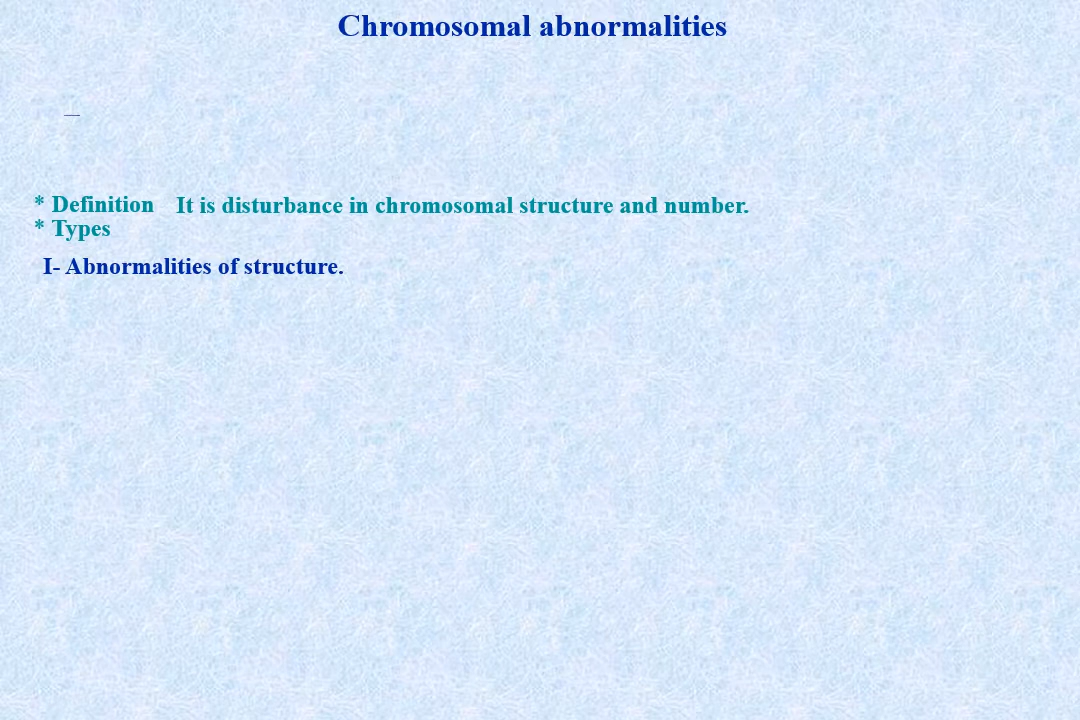 Chromosomal abnormalities
* Definition It is disturbance in chromosomal structure and number.
* Types
I- Abnormalities of structure.